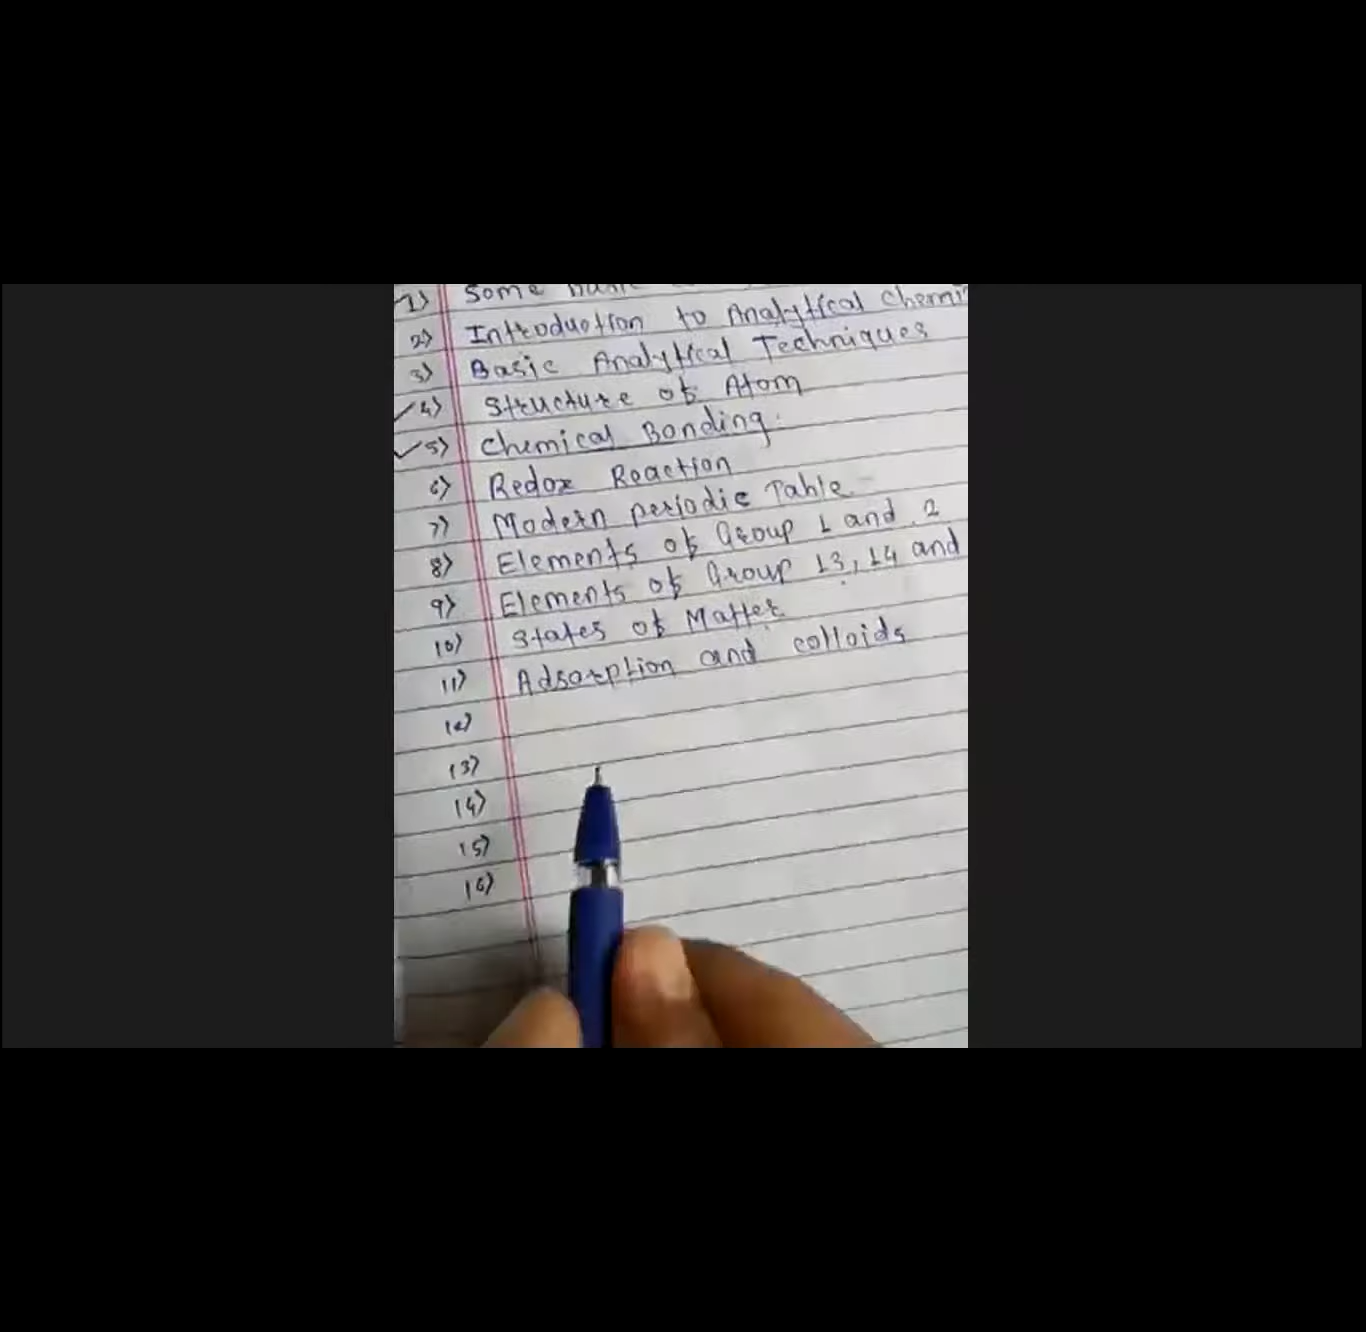 1) Some
2) Introduction to Analytical Chemi
3) Basic Analytical Techniques
4) Structure of Atom
5) Chemical Bonding.
6) Redox Reaction
7) Modern periodic Table
8) Elements of Group 1 and 2
9) Elements of Group 13, 14 and
10) States of Matter
11) Adsorption and colloids
12)
13)
14)
15)
16)